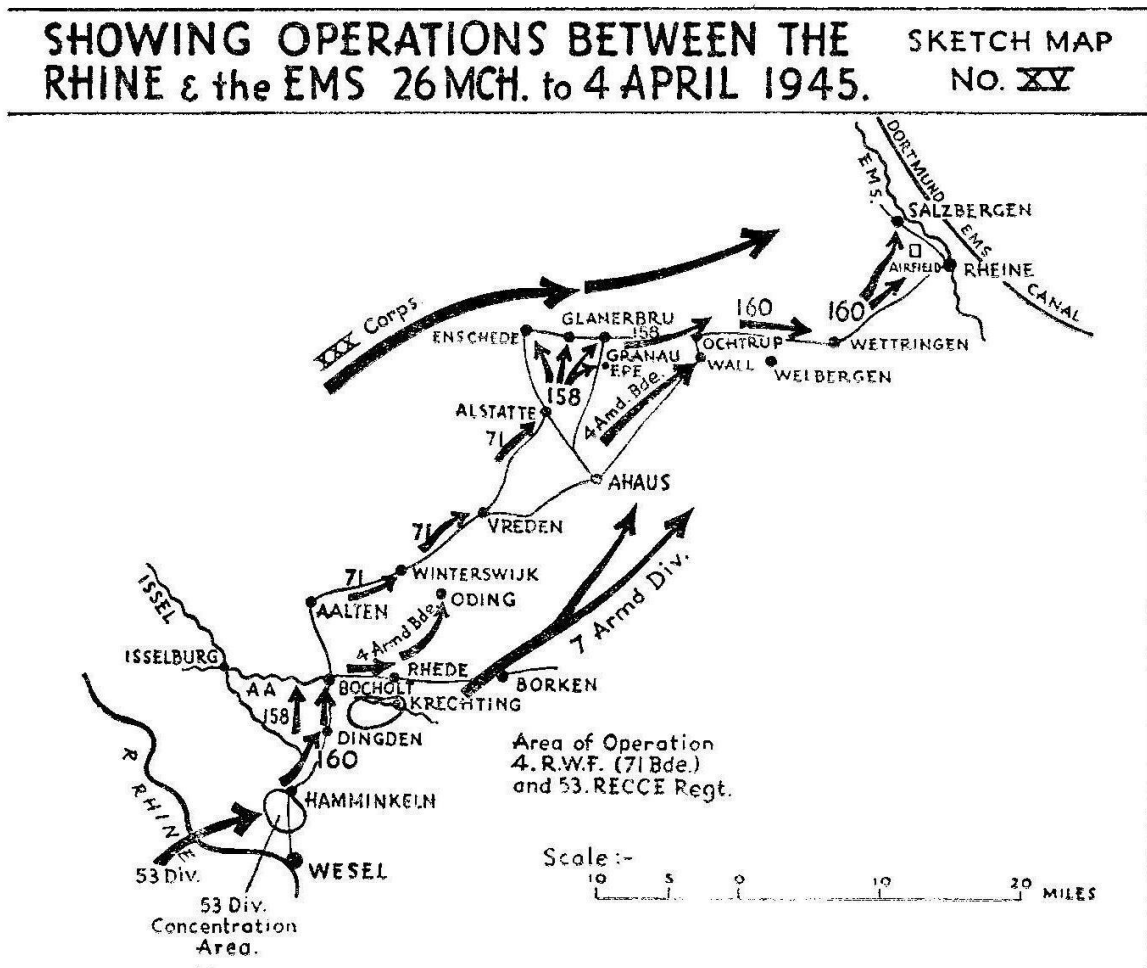 SHOWING OPERATIONS BETWEEN THE
RHINE & the EMS 26 MCH. to 4 APRIL 1945.
SKETCH MAP
NO. XV
DORTMUND EMS CANAL
EMS.
SALZBERGEN
AIRFIELD
RHEINE
XXX Corps.
GLANERBRU
ENSCHEDE
158
160
160
OCHTRUP
WETTRINGEN
GRANAU
EPE
WALL
WELBERGEN
158
4 Amd. Bde.
ALSTATTE
71
AHAUS
VREDEN
71
WINTERSWIJK
71
ODING
AALTEN
ISSEL
4 Armd Bde.
7 Armd Div.
ISSELBURG
RHEDE
AA
BOCHOLT
BORKEN
KRECHTING
158
DINGDEN
160
Area of Operation
4. R.W.F. (71 Bde.)
and 53. RECCE Regt.
HAMMINKELN
R RHINE
WESEL
53 Div.
53 Div.
Concentration
Area.
Scale :-
10 5 0 10 20 MILES